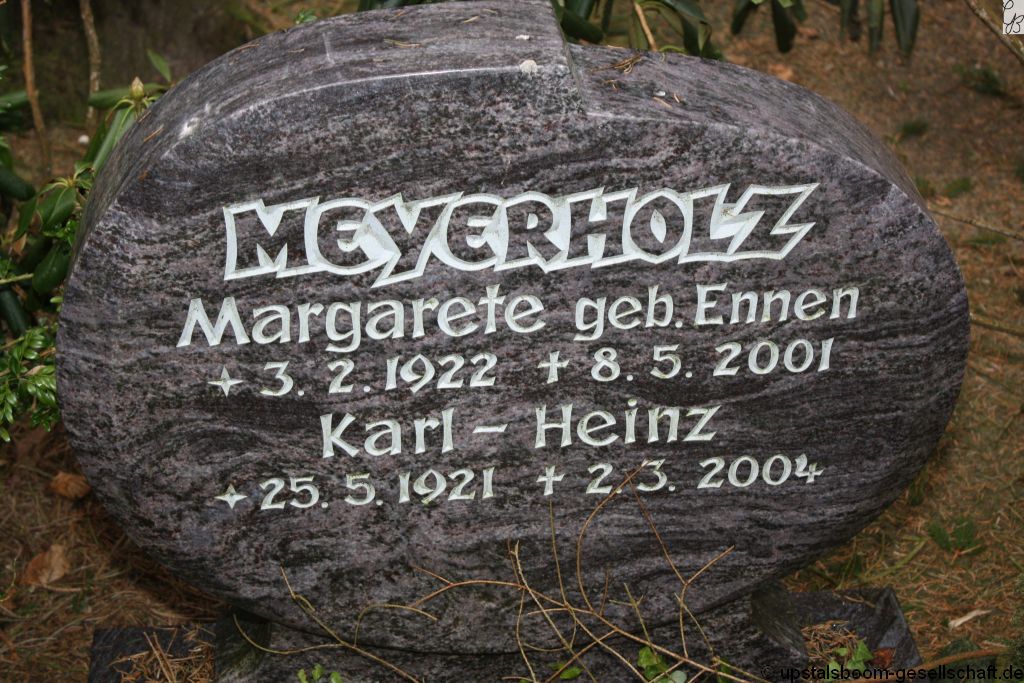 MEYERHOLZ
Margarete geb. Ennen
3. 2. 1922 ✝ 8. 5. 2001
Karl - Heinz
25. 5. 1921 ✝ 2. 3. 2004
© upstalsboom-gesellschaft.de/cgb